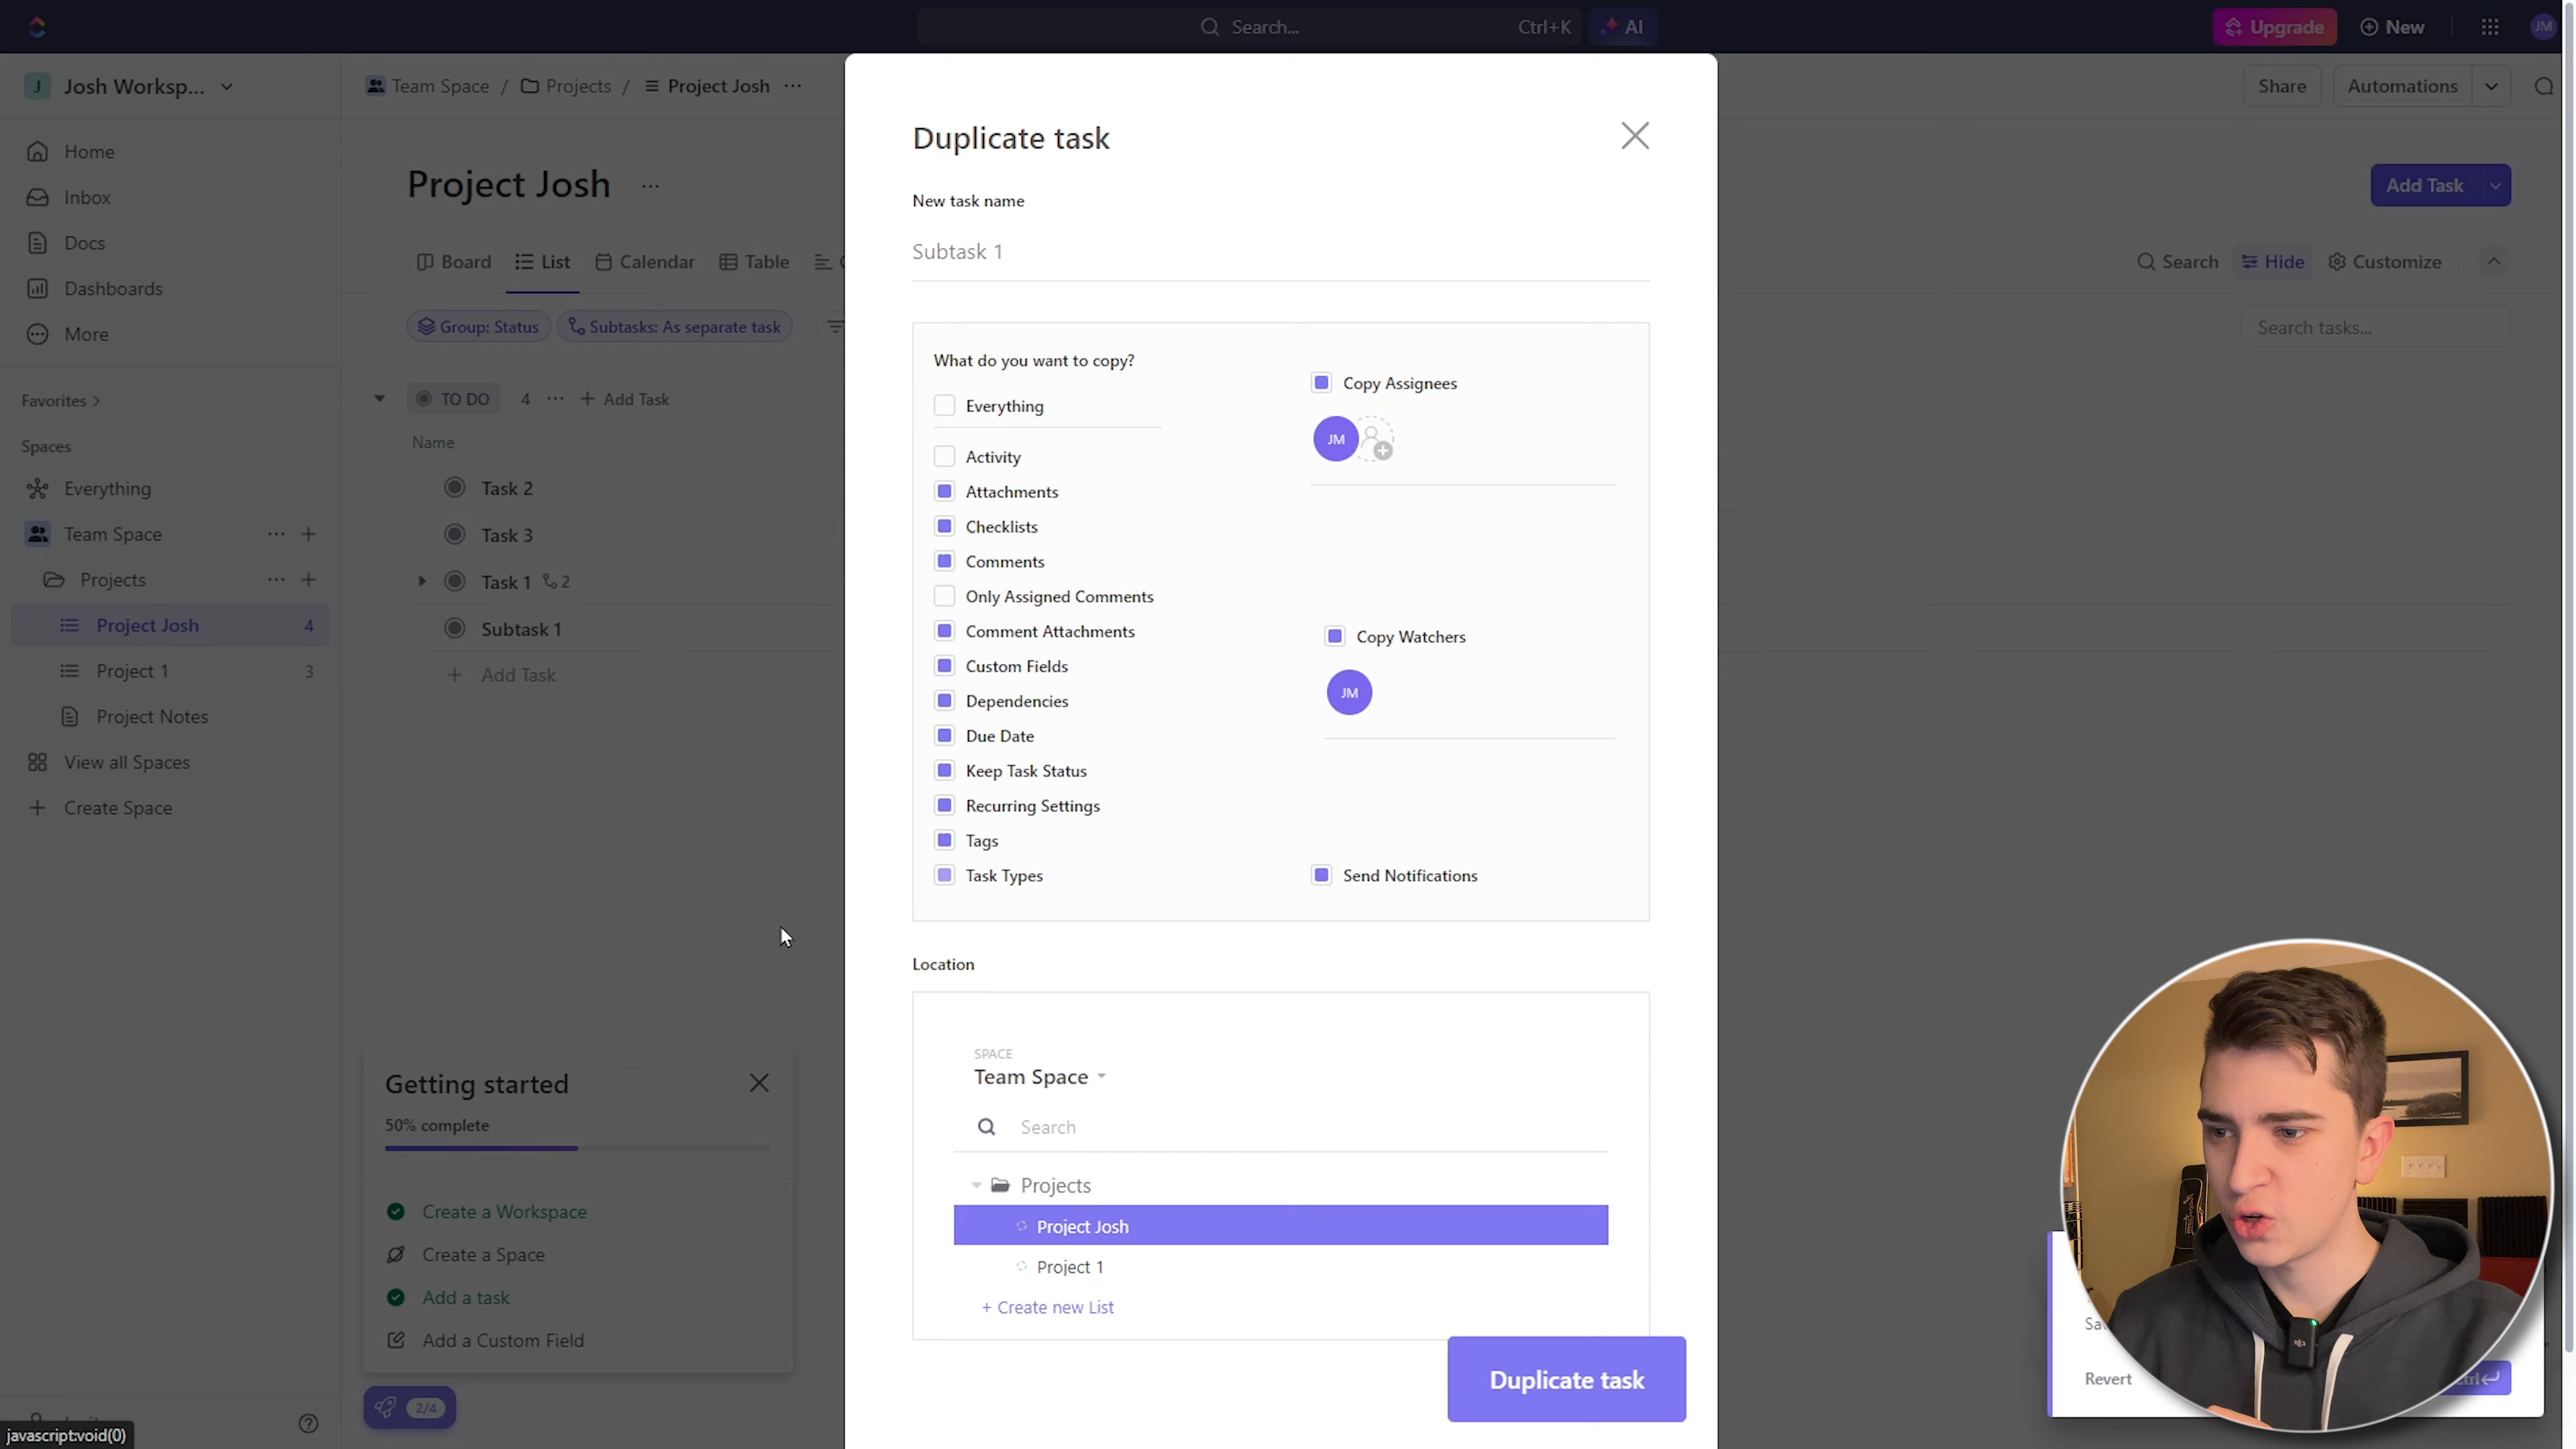 Search...
Ctrl+K
AI
Upgrade
New
JM
J
Josh Worksp...
Team Space / Projects / Project Josh ...
Share
Automations
Home
Inbox
Docs
Dashboards
More
Favorites >
Spaces
Everything
Team Space
Projects
Project Josh 4
Project 1 3
Project Notes
View all Spaces
Create Space
javascript:void(0)
Project Josh ...
Add Task
Board
List
Calendar
Table
Search
Hide
Customize
Group: Status
Subtasks: As separate task
Search tasks...
TO DO 4 ... + Add Task
Name
Task 2
Task 3
Task 1 2
Subtask 1
+ Add Task
Getting started
50% complete
Create a Workspace
Create a Space
Add a task
Add a Custom Field
2/4
Duplicate task
New task name
Subtask 1
What do you want to copy?
Everything
Activity
Attachments
Checklists
Comments
Only Assigned Comments
Comment Attachments
Custom Fields
Dependencies
Due Date
Keep Task Status
Recurring Settings
Tags
Task Types
Copy Assignees
JM
Copy Watchers
JM
Send Notifications
Location
SPACE
Team Space
Search
Projects
Project Josh
Project 1
+ Create new List
Duplicate task
Revert